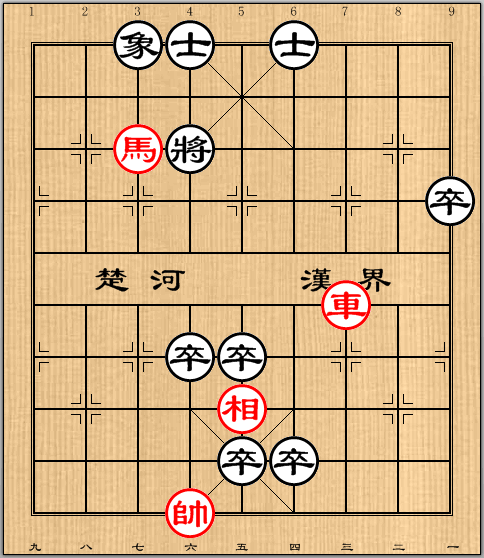 1 2 3 4 5 6 7 8 9
象 士 士
馬 將
卒
楚河 漢界
車
卒 卒
相
卒 卒
帥
九 八 七 六 五 四 三 二 一